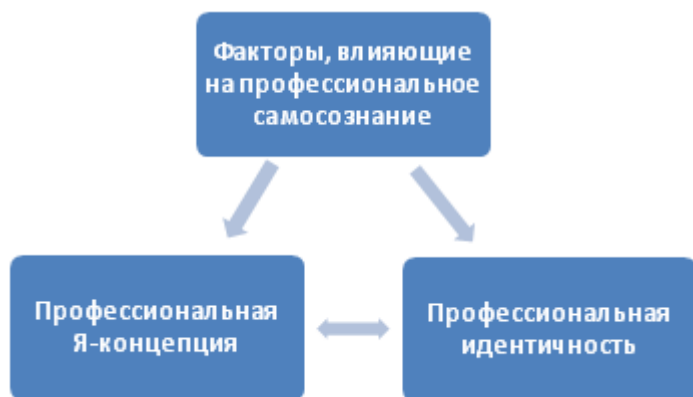 Факторы, влияющие
на профессиональное
самосознание
Профессиональная
Я-концепция
Профессиональная
идентичность